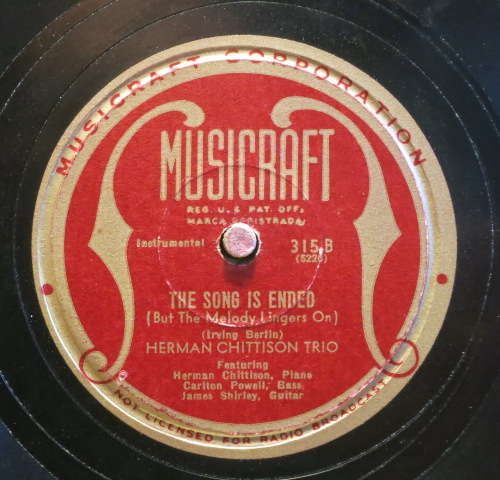 MUSICRAFT CORPORATION
MUSICRAFT
REG. U.S. PAT. OFF.
MARCA REGISTRADA
Instrumental
315 B
(5228)
THE SONG IS ENDED
(But The Melody Lingers On)
(Irving Berlin)
HERMAN CHITTISON TRIO
Featuring
Herman Chittison, Piano
Carlton Powell, Bass
James Shirley, Guitar
NOT LICENSED FOR RADIO BROADCAST